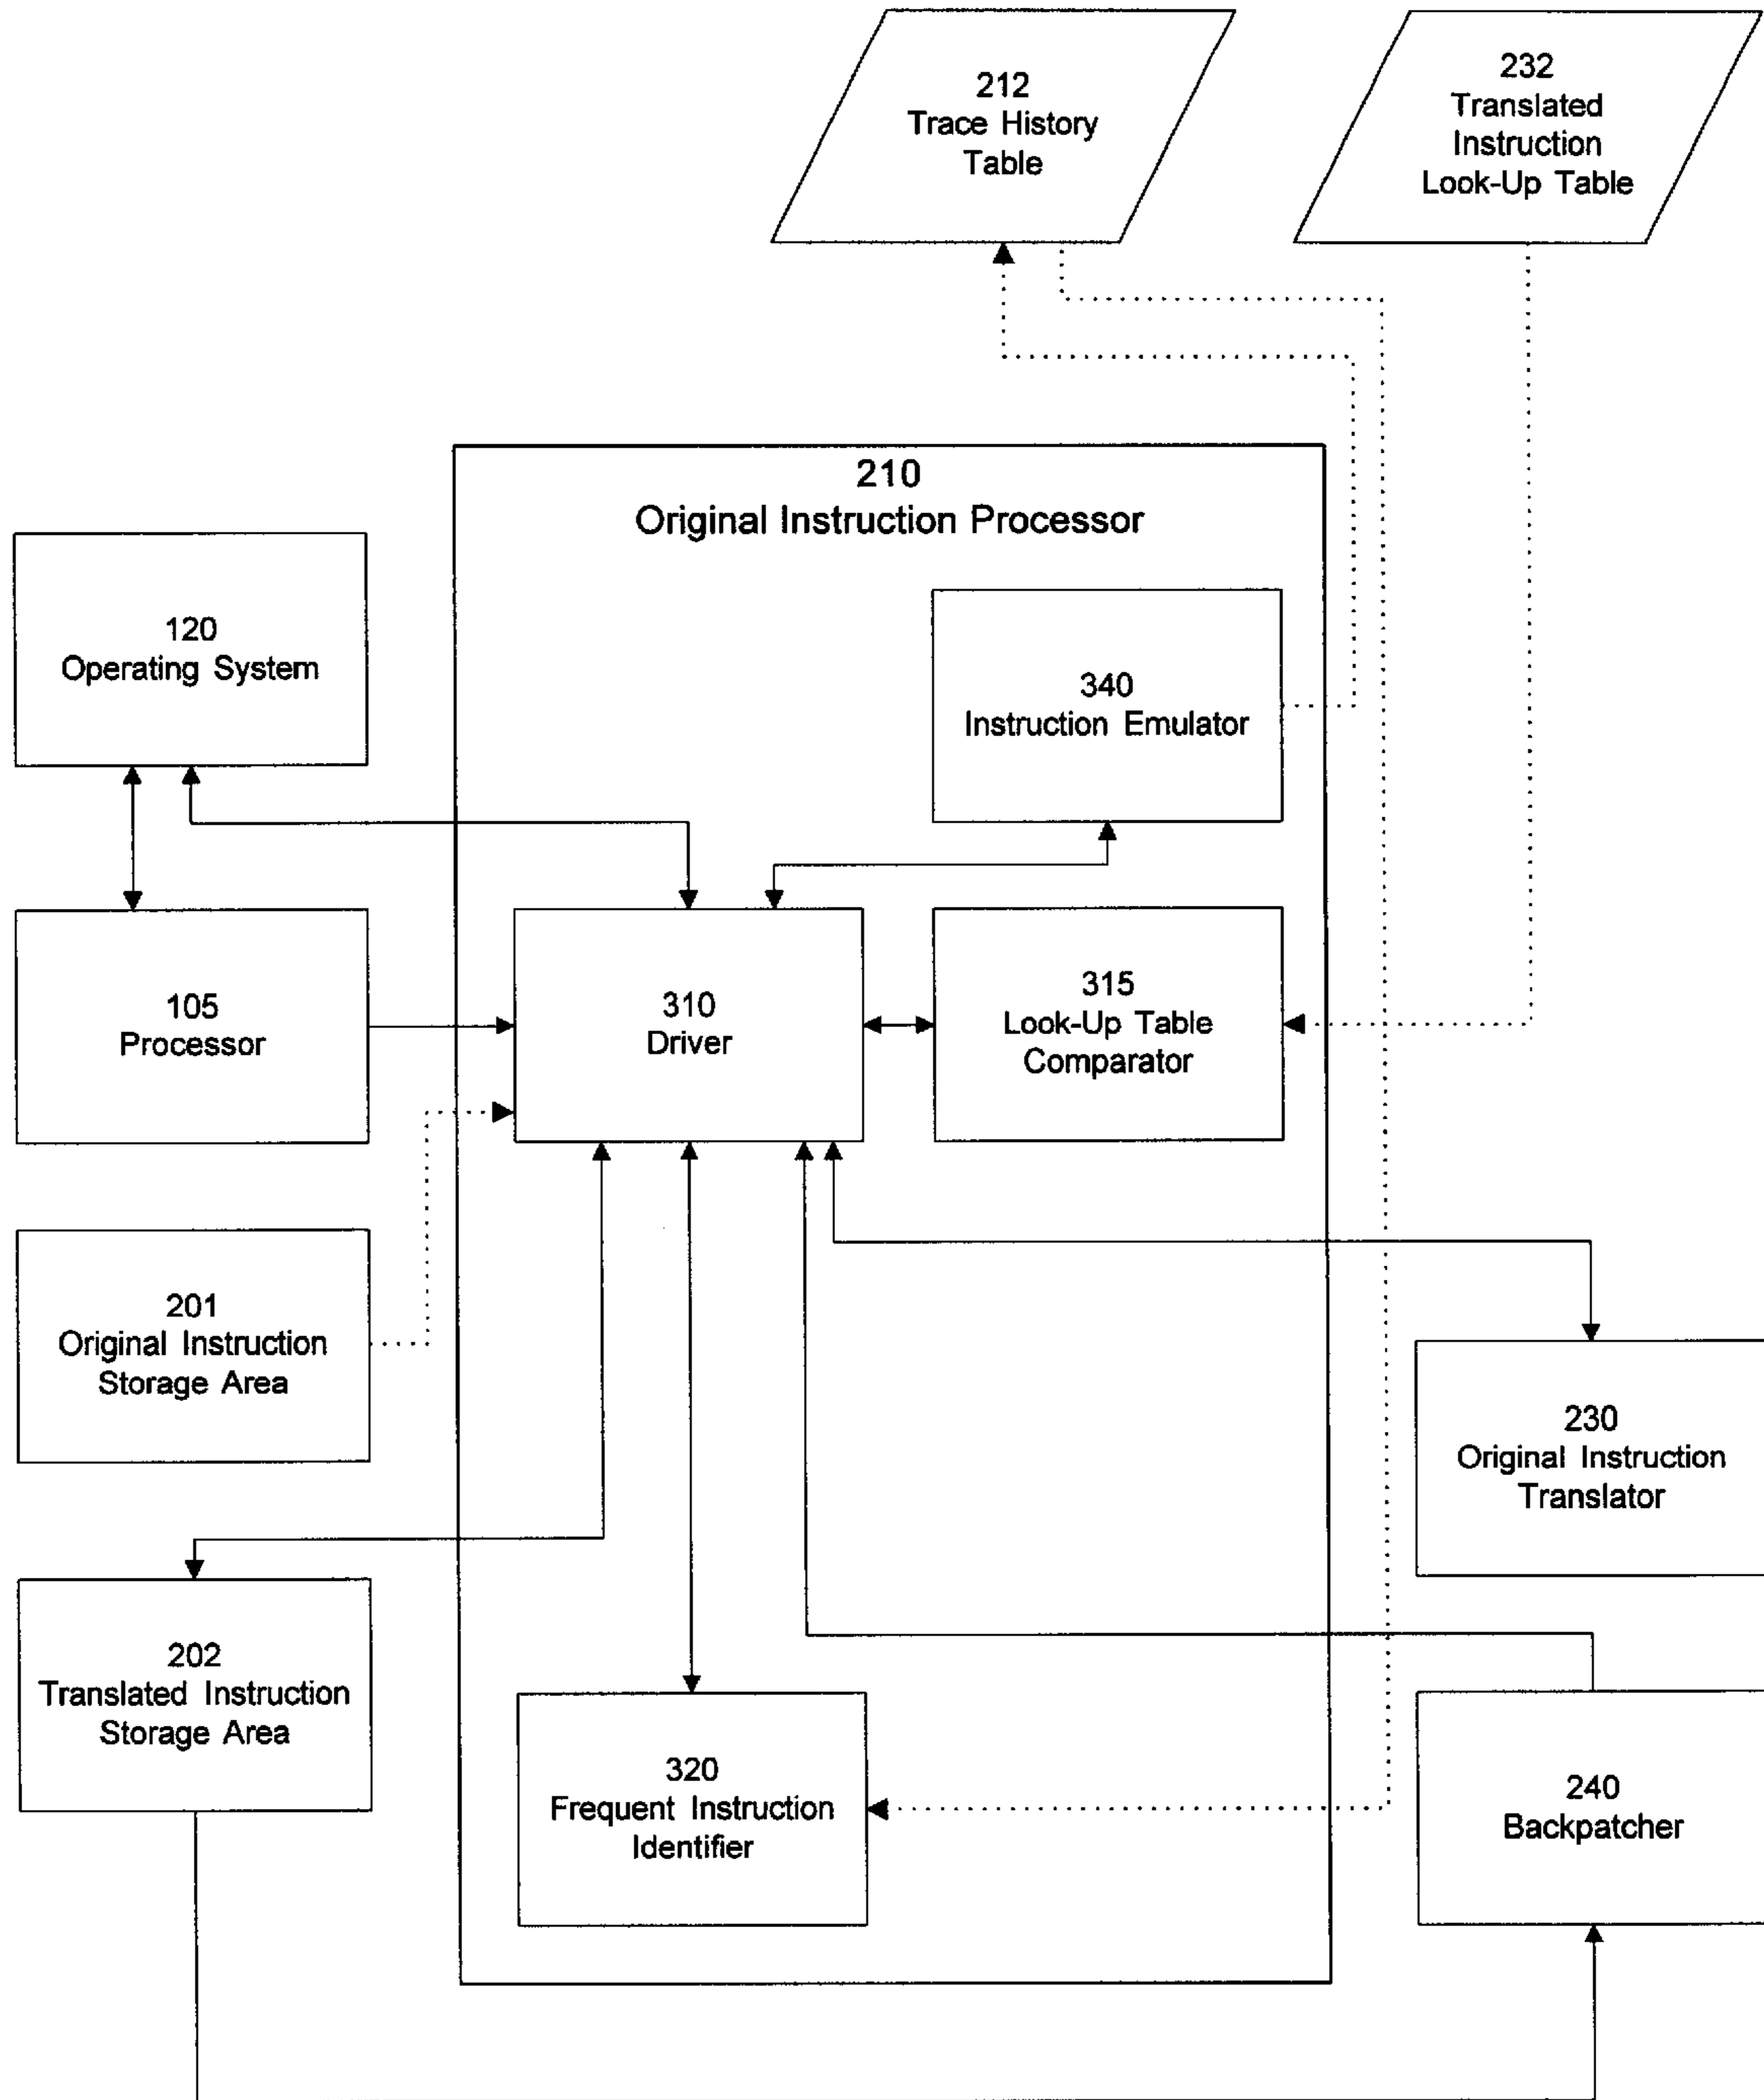 212
Trace History
Table
232
Translated
Instruction
Look-Up Table
210
Original Instruction Processor
120
Operating System
340
Instruction Emulator
105
Processor
310
Driver
315
Look-Up Table
Comparator
201
Original Instruction
Storage Area
230
Original Instruction
Translator
202
Translated Instruction
Storage Area
320
Frequent Instruction
Identifier
240
Backpatcher